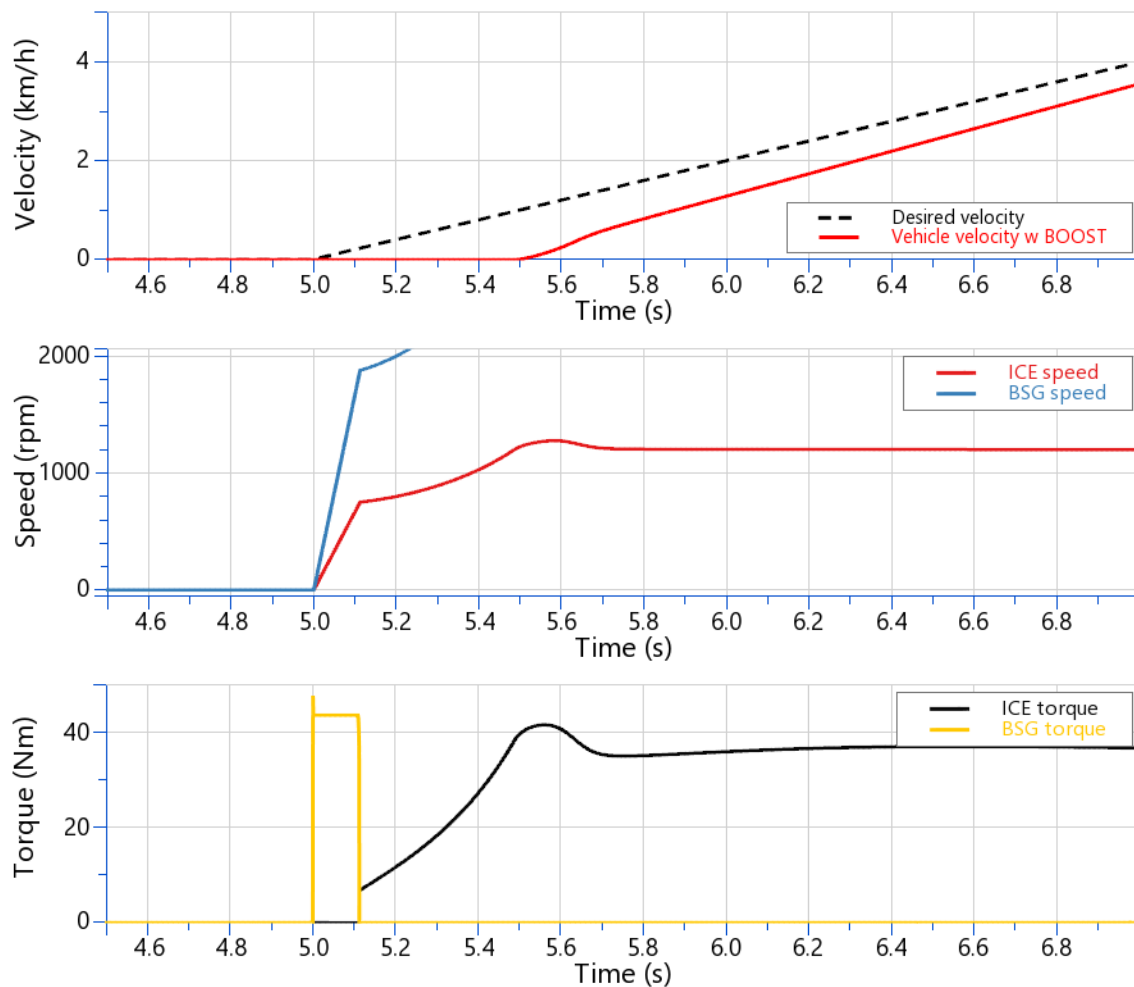 Velocity (km/h)
4
2
0
Desired velocity
Vehicle velocity w BOOST
4.6 4.8 5.0 5.2 5.4 5.6 5.8 6.0 6.2 6.4 6.6 6.8
Time (s)
Speed (rpm)
2000
1000
0
ICE speed
BSG speed
4.6 4.8 5.0 5.2 5.4 5.6 5.8 6.0 6.2 6.4 6.6 6.8
Time (s)
Torque (Nm)
40
20
0
ICE torque
BSG torque
4.6 4.8 5.0 5.2 5.4 5.6 5.8 6.0 6.2 6.4 6.6 6.8
Time (s)